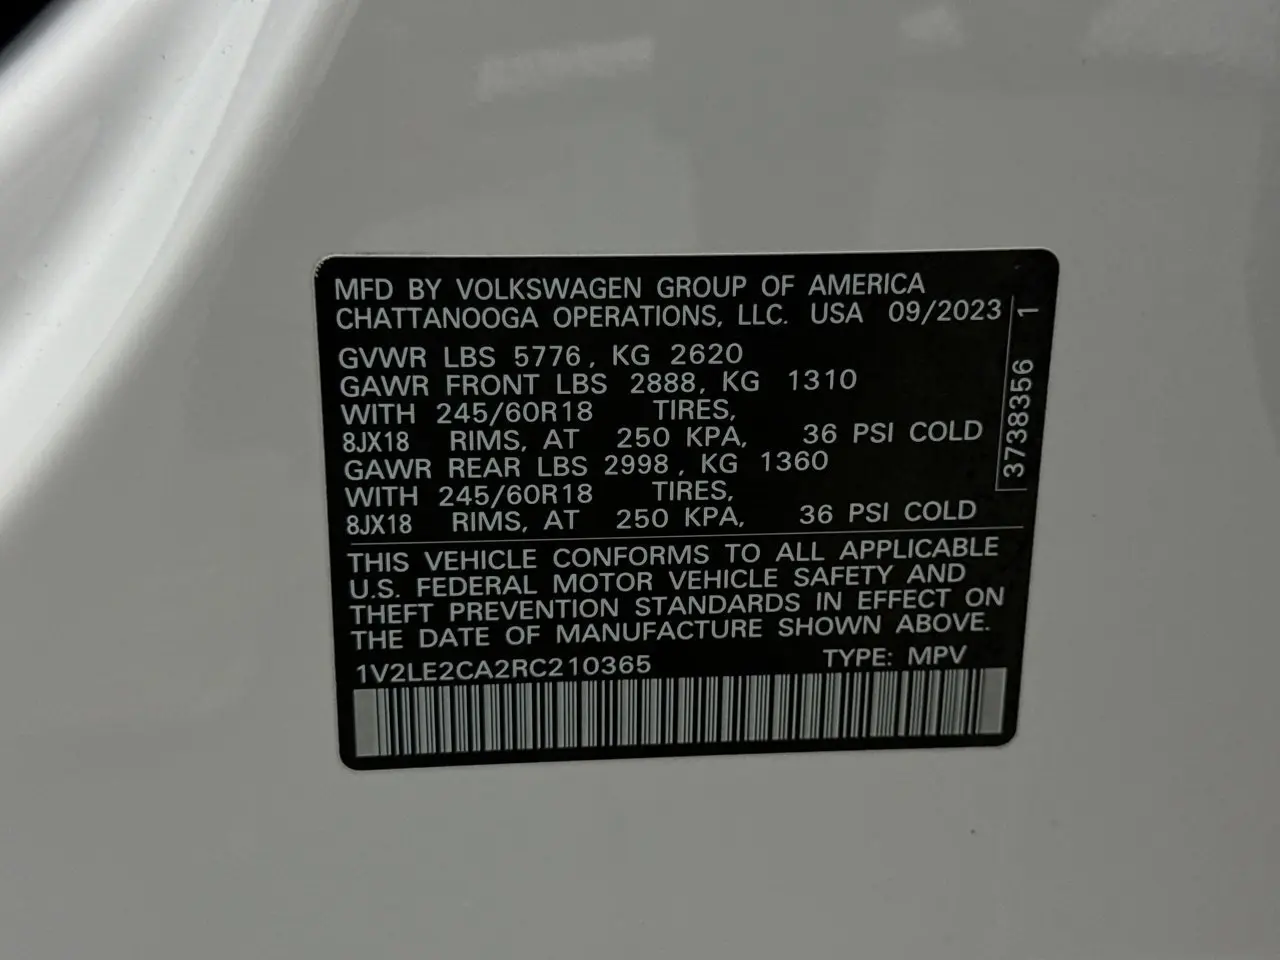 MFD BY VOLKSWAGEN GROUP OF AMERICA
CHATTANOOGA OPERATIONS, LLC. USA 09/2023
GVWR LBS 5776, KG 2620
GAWR FRONT LBS 2888, KG 1310
WITH 245/60R18 TIRES,
8JX18 RIMS, AT 250 KPA, 36 PSI COLD
GAWR REAR LBS 2998, KG 1360
WITH 245/60R18 TIRES,
8JX18 RIMS, AT 250 KPA, 36 PSI COLD
3738356 1
THIS VEHICLE CONFORMS TO ALL APPLICABLE
U.S. FEDERAL MOTOR VEHICLE SAFETY AND
THEFT PREVENTION STANDARDS IN EFFECT ON
THE DATE OF MANUFACTURE SHOWN ABOVE.
1V2LE2CA2RC210365 TYPE: MPV